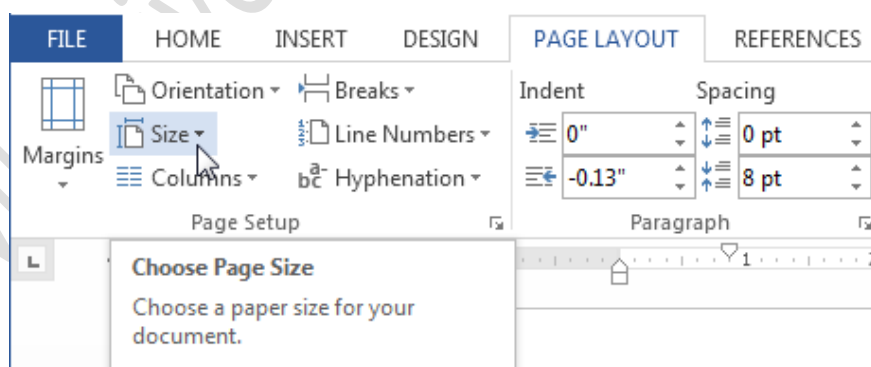 FILE HOME INSERT DESIGN PAGE LAYOUT REFERENCES
Orientation Breaks Indent Spacing
Size Line Numbers 0" 0 pt
Margins
Columns Hyphenation -0.13" 8 pt
Page Setup Paragraph
L 1
Choose Page Size
Choose a paper size for your
document.